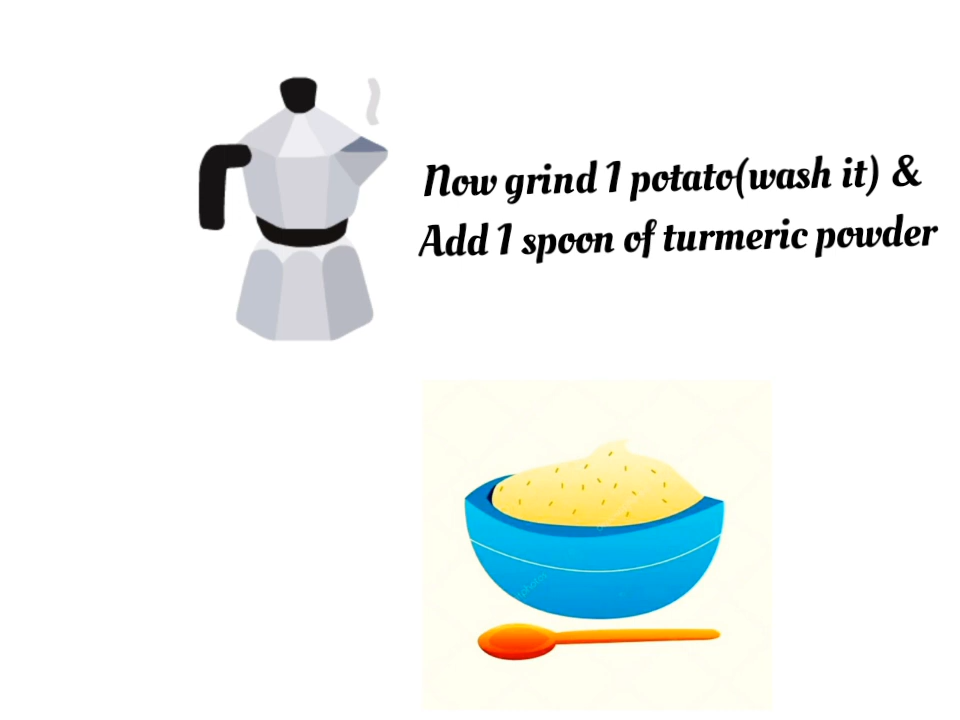 Now grind 1 potato(wash it) &
Add 1 spoon of turmeric powder